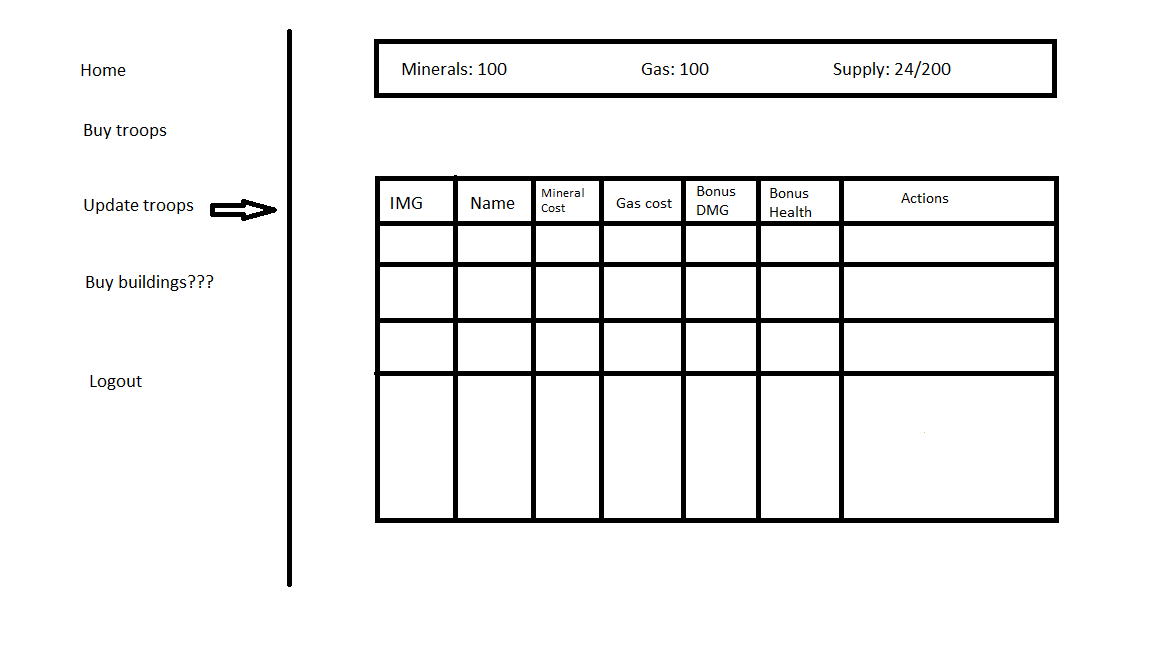 Home
Buy troops
Update troops
Buy buildings???
Logout
Minerals: 100
Gas: 100
Supply: 24/200
IMG
Name
Mineral
Cost
Gas cost
Bonus
DMG
Bonus
Health
Actions